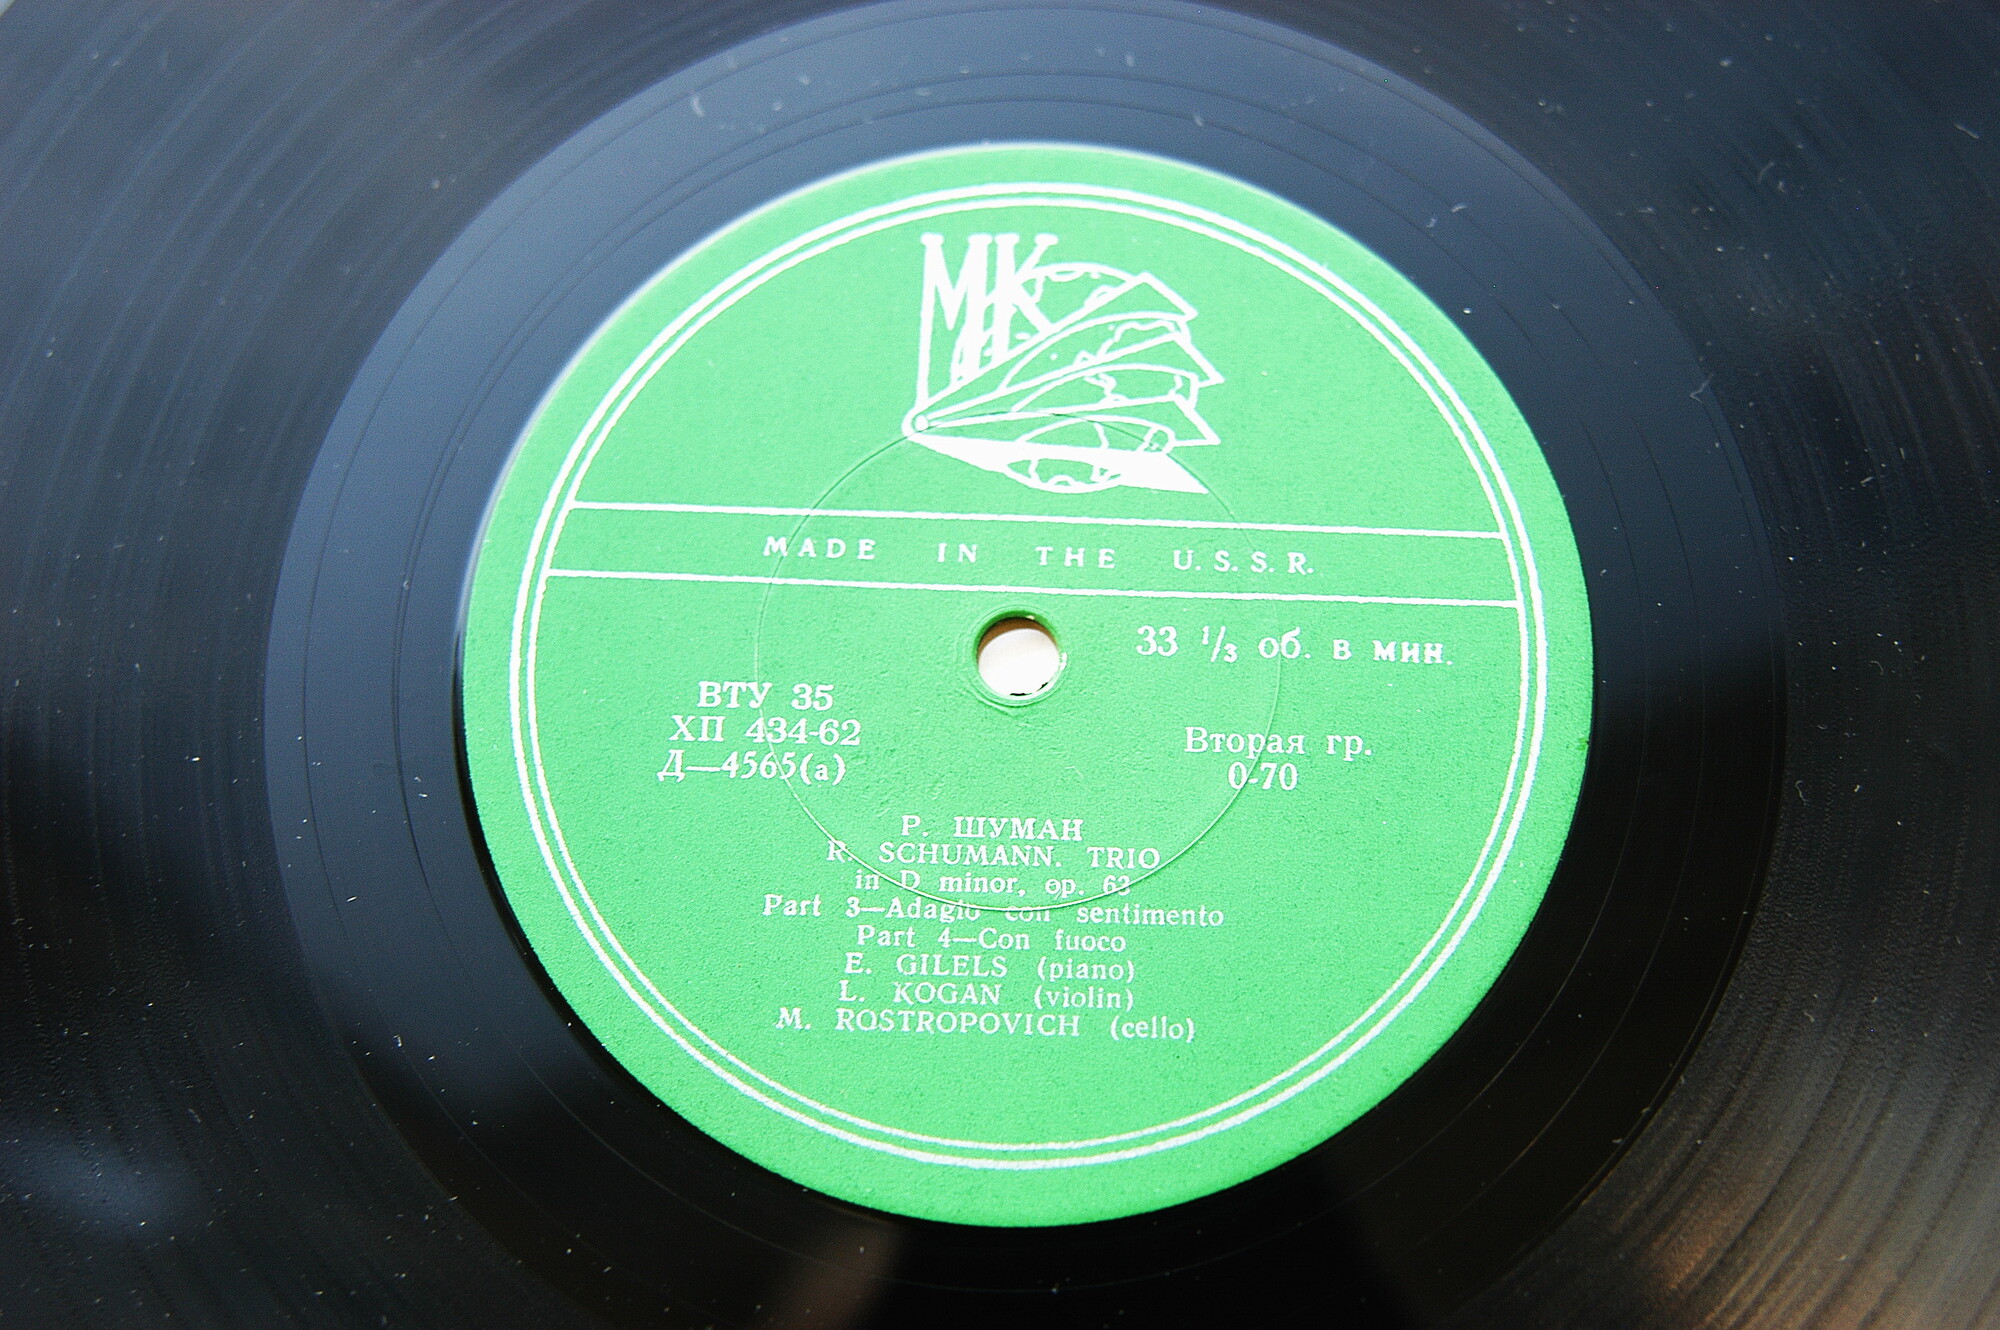 МК
MADE IN THE U.S.S.R.
33 1/3 об. в мин.
ВТУ 35
ХП 434-62
Д—4565(а)
Вторая гр.
0-70
Р. ШУМАН
R. SCHUMANN. TRIO
in D minor, op. 63
Part 3—Adagio con sentimento
Part 4—Con fuoco
E. GILELS (piano)
L. KOGAN (violin)
M. ROSTROPOVICH (cello)